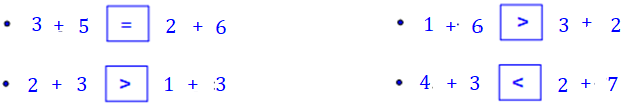 • 3 + 5 = 2 + 6
• 1 + 6 > 3 + 2
• 2 + 3 > 1 + 3
• 4 + 3 < 2 + 7